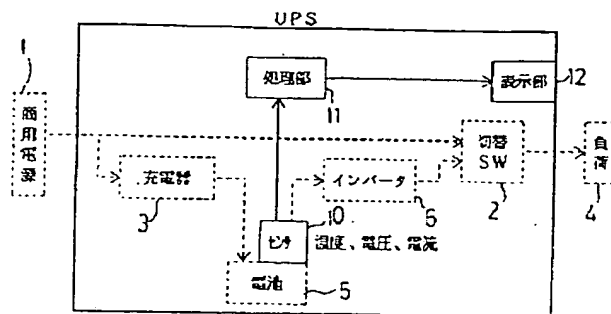 UPS
1
商用電源
処理部
11
表示部
12
充電器
3
インバータ
6
切替
SW
2
負荷
4
センサ
10
温度、電圧、電流
電池
5